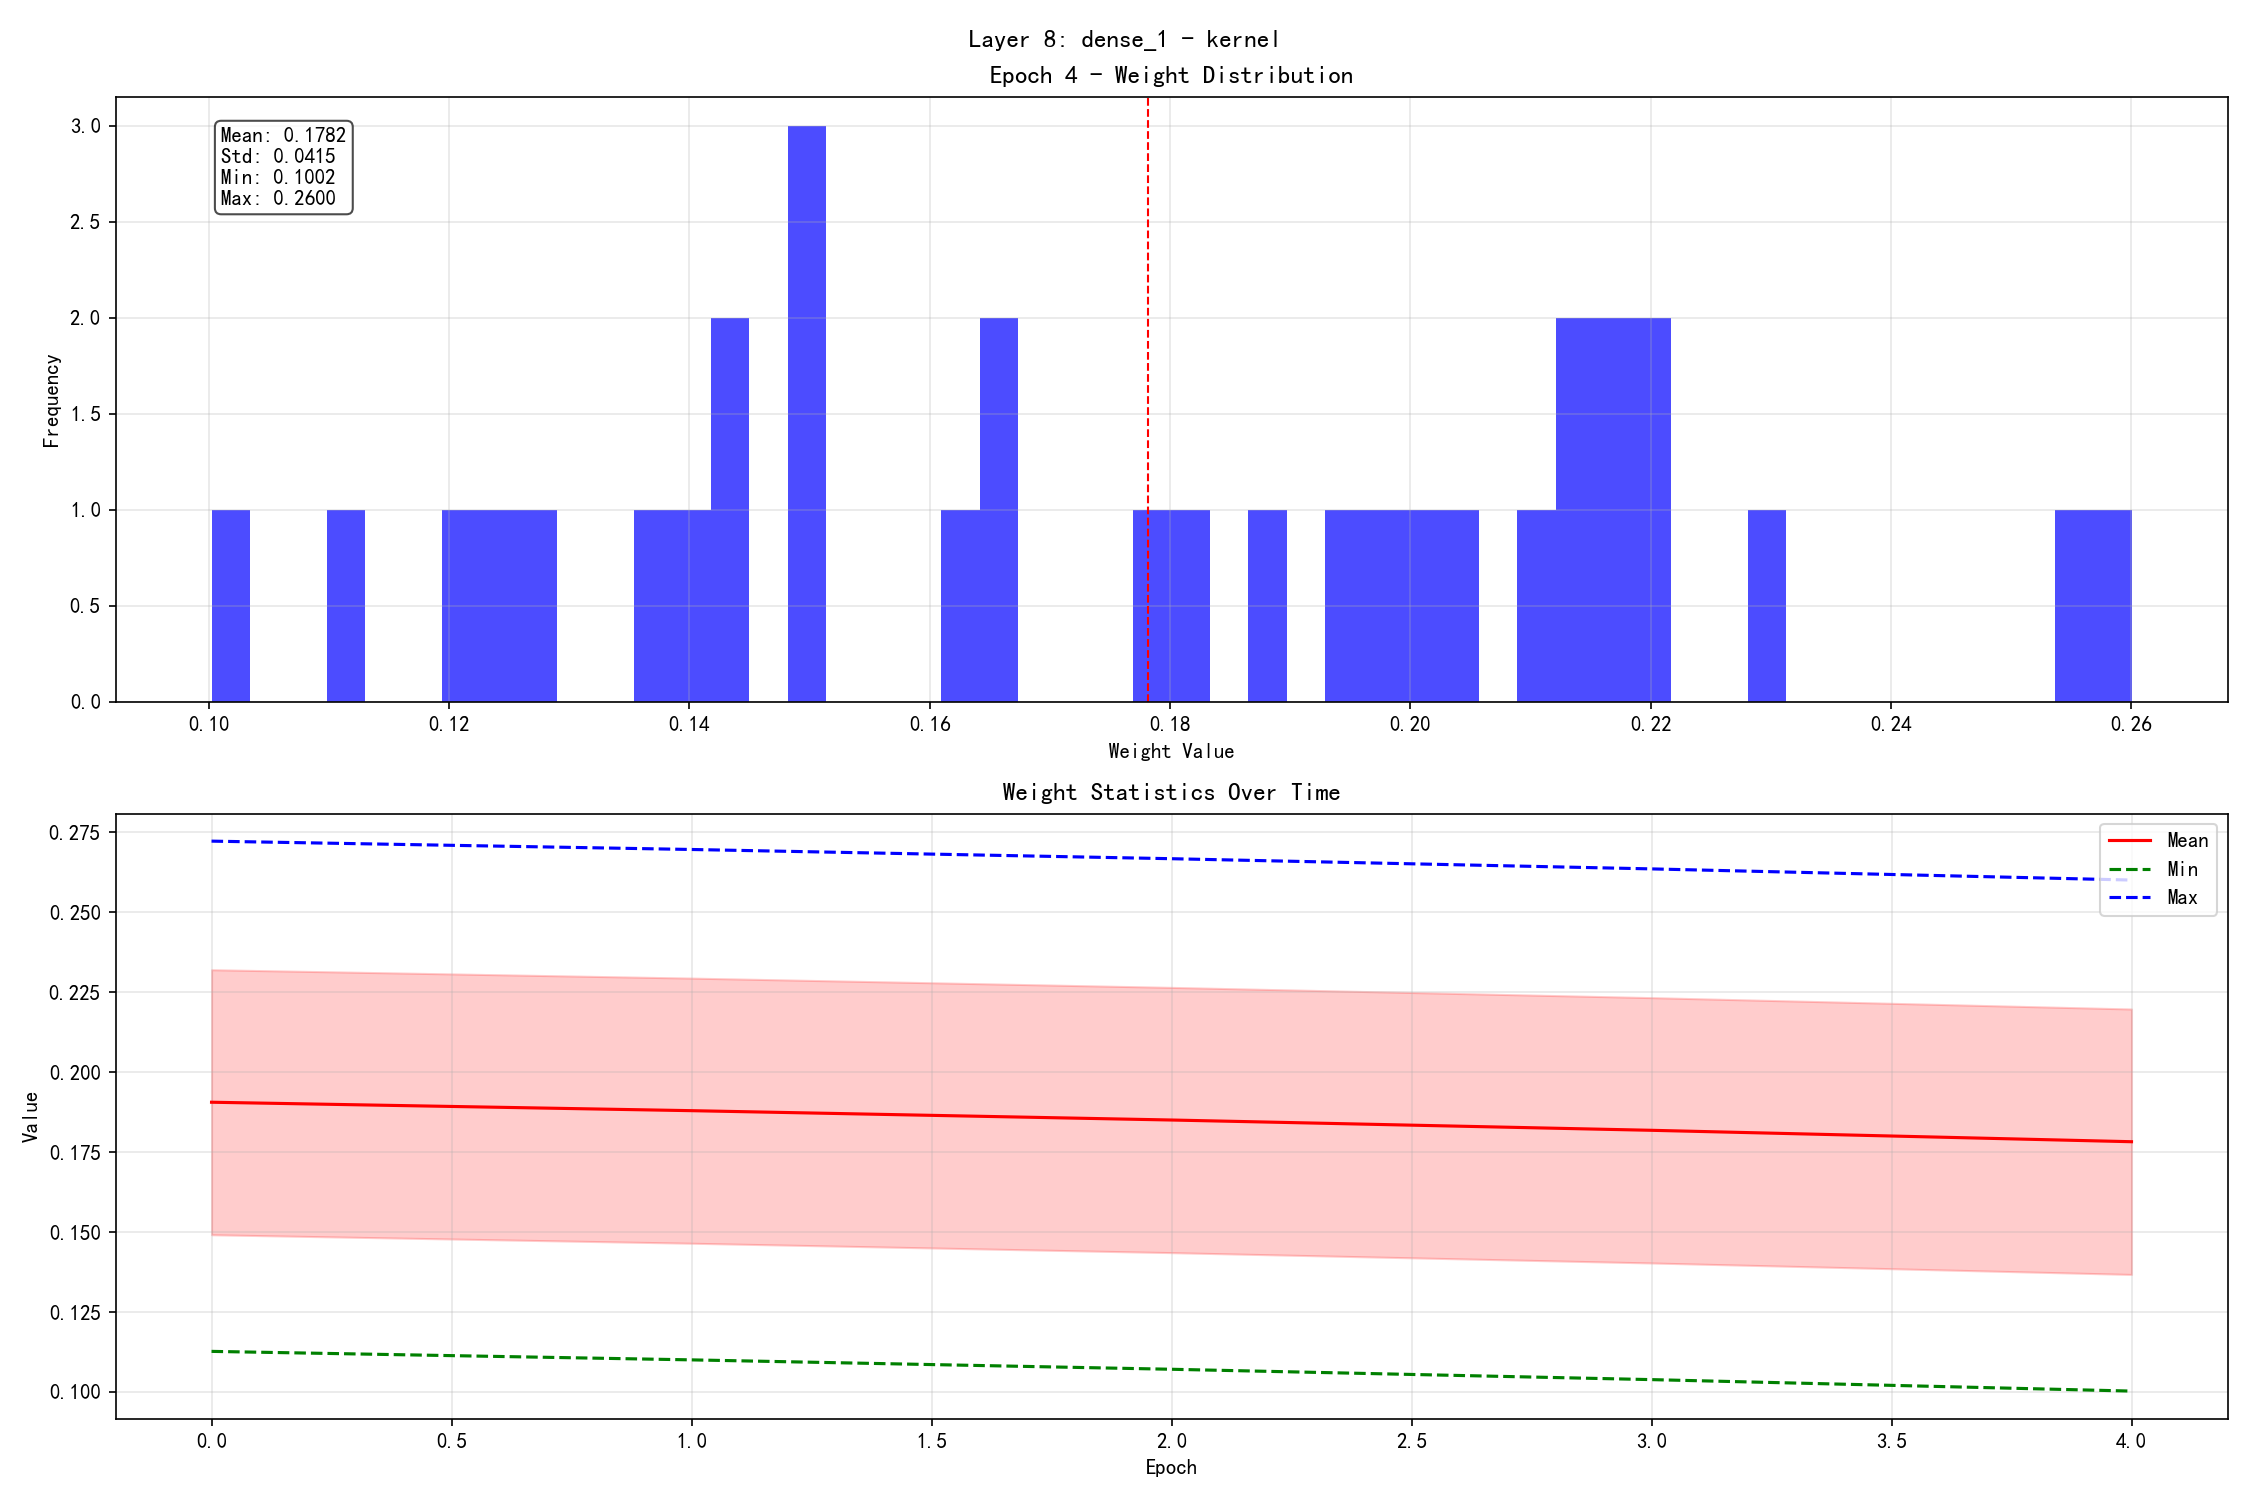 Layer 8: dense_1 - kernel
Epoch 4 - Weight Distribution
3.0
2.5
2.0
1.5
1.0
0.5
0.0
Frequency
Mean: 0.1782
Std: 0.0415
Min: 0.1002
Max: 0.2600
0.10 0.12 0.14 0.16 0.18 0.20 0.22 0.24 0.26
Weight Value
Weight Statistics Over Time
0.275
0.250
0.225
0.200
0.175
0.150
0.125
0.100
Value
Mean
Min
Max
0.0 0.5 1.0 1.5 2.0 2.5 3.0 3.5 4.0
Epoch